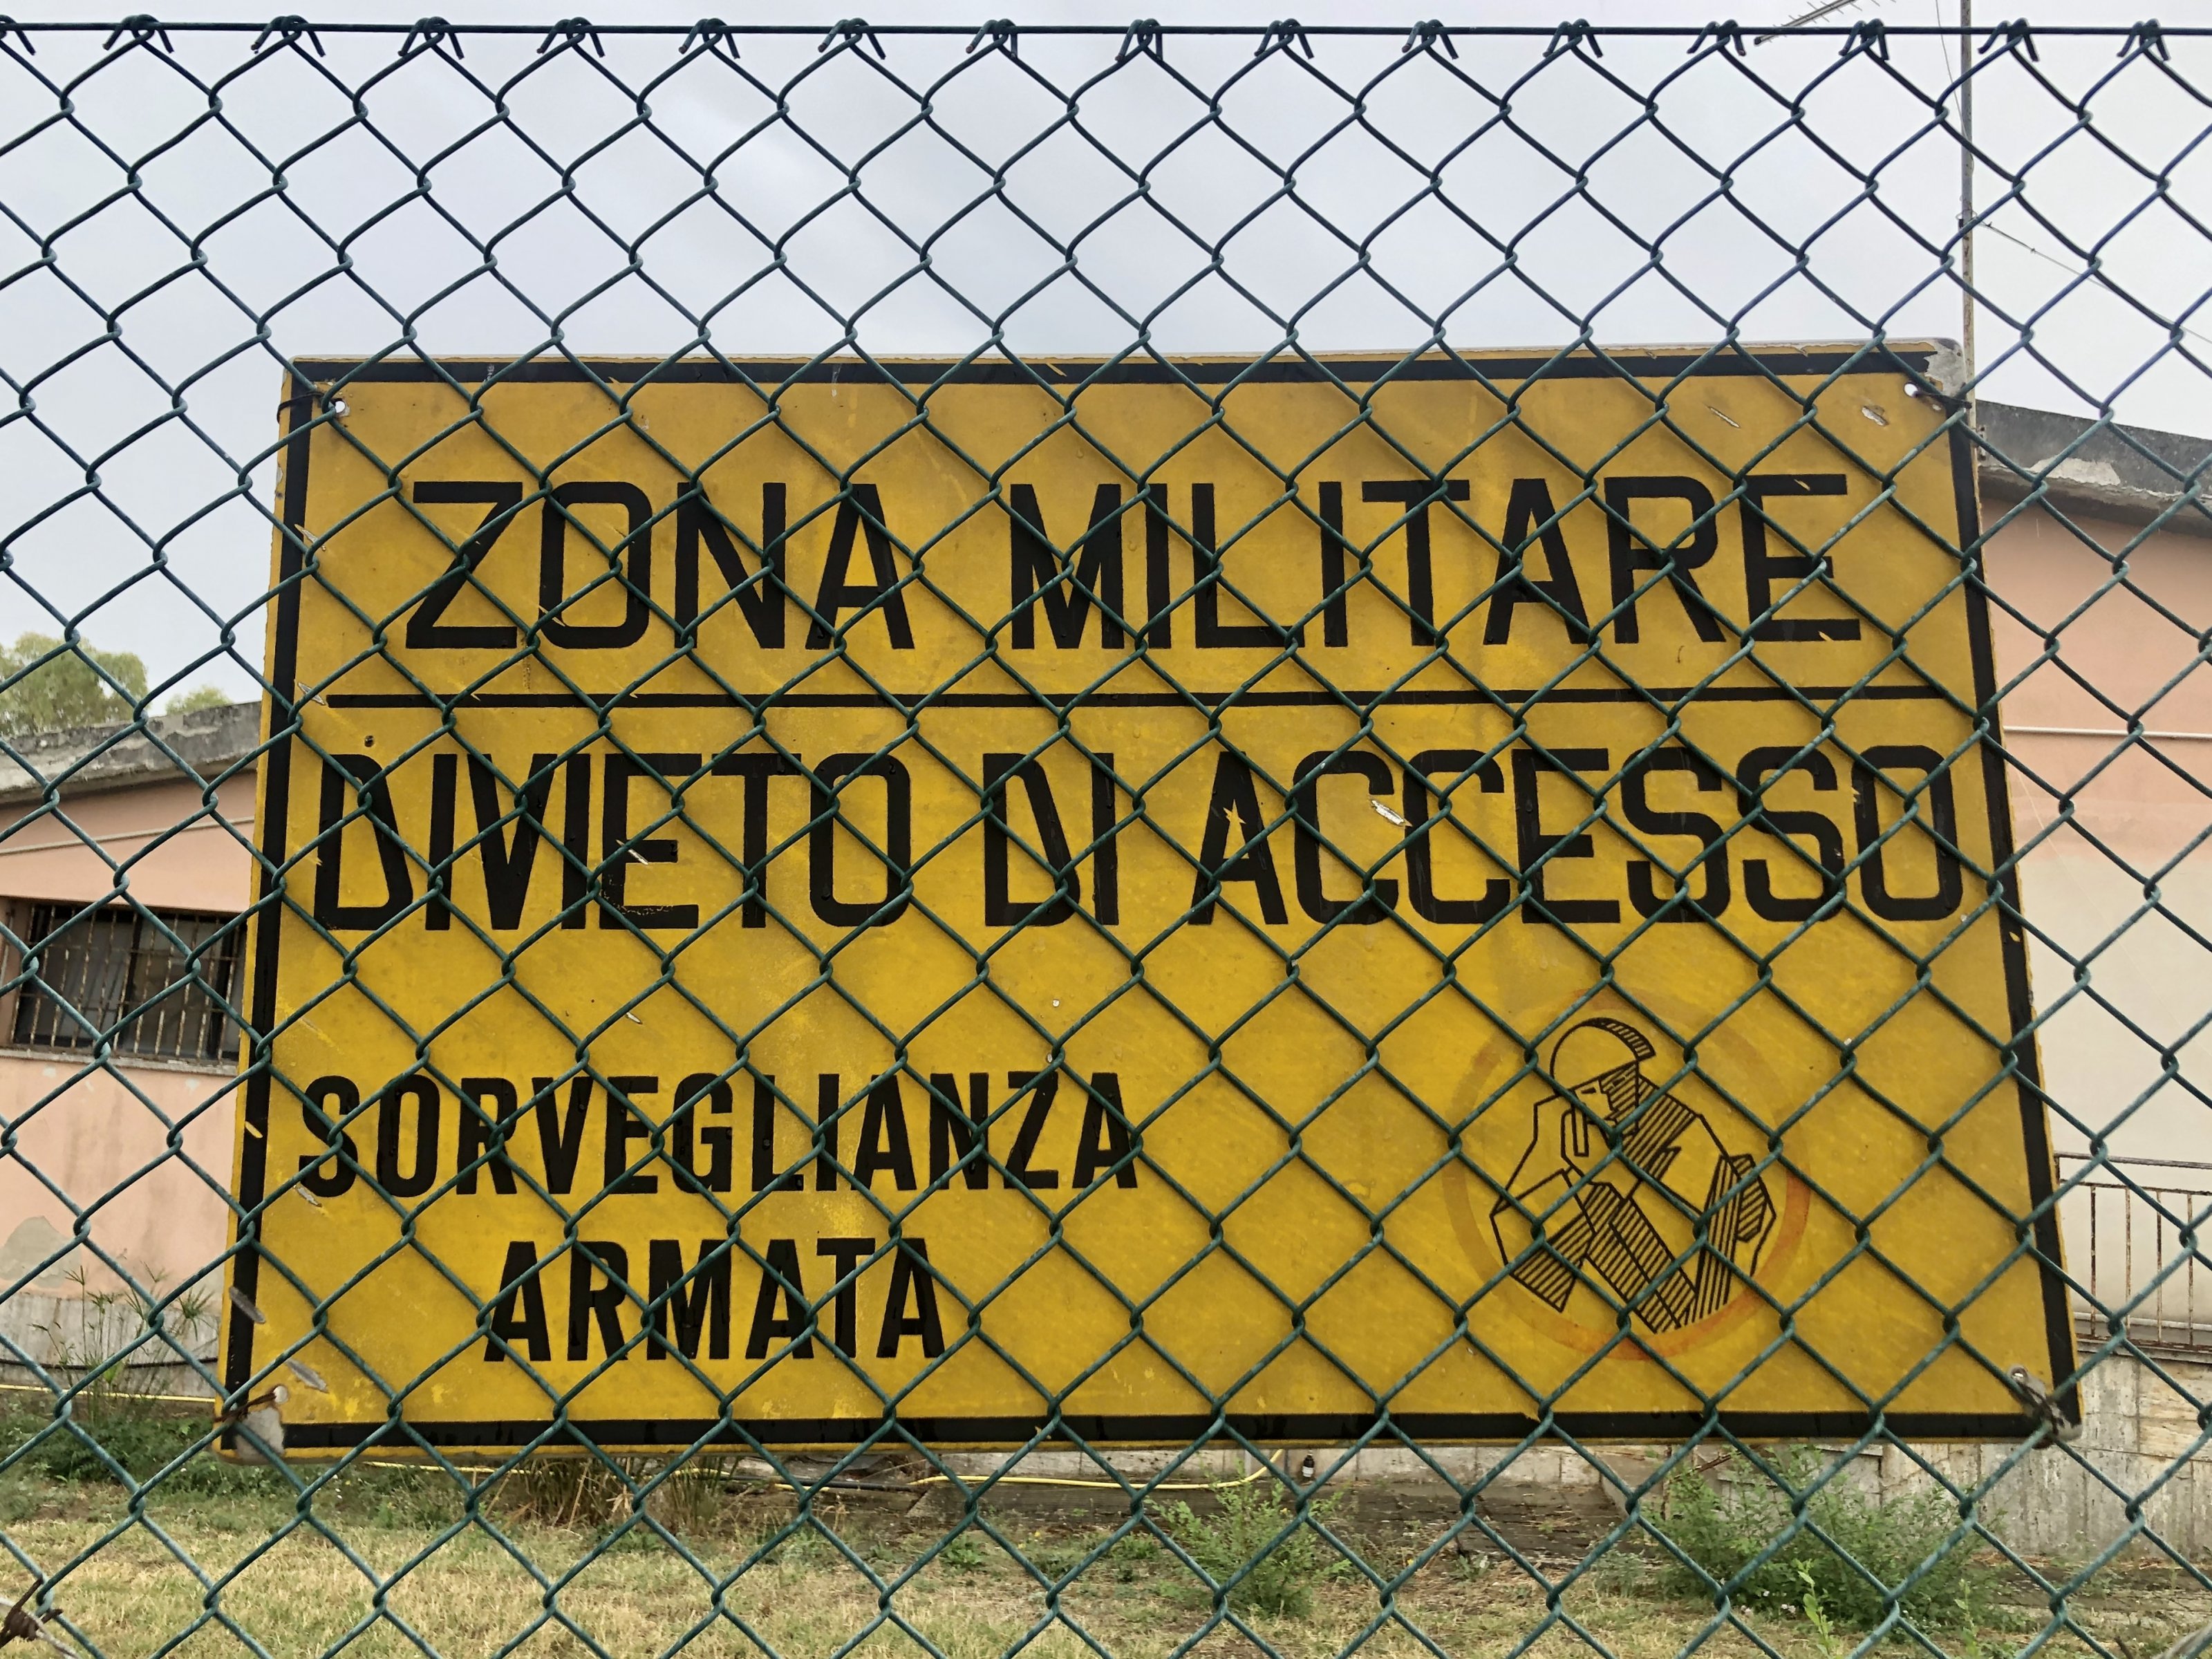 ZONA MILITARE
DIVIETO DI ACCESSO
SORVEGLIANZA
ARMATA